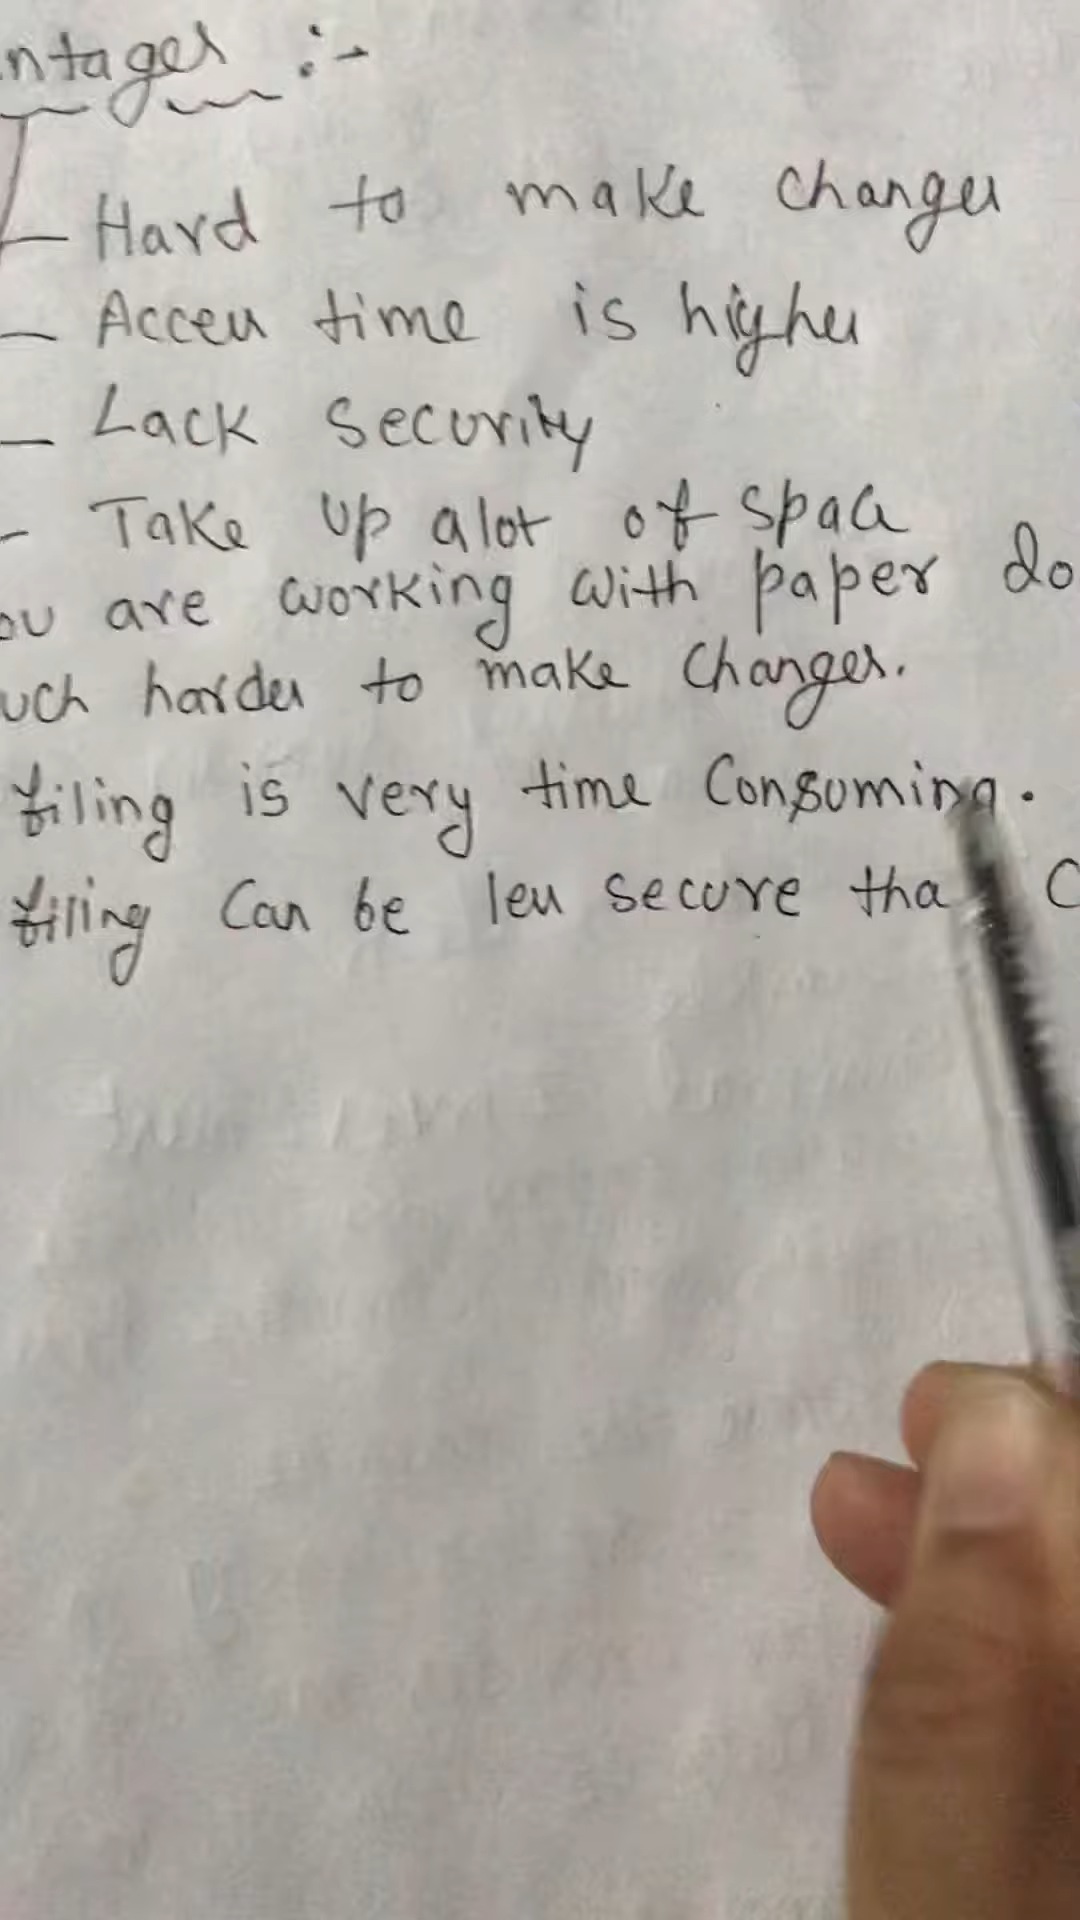 ntages :-
- Hard to make changes
- Access time is higher
- Lack security
- Take up a lot of space
ou are working with paper do
uch harder to make changes.
filing is very time consuming.
filing can be less secure tha C